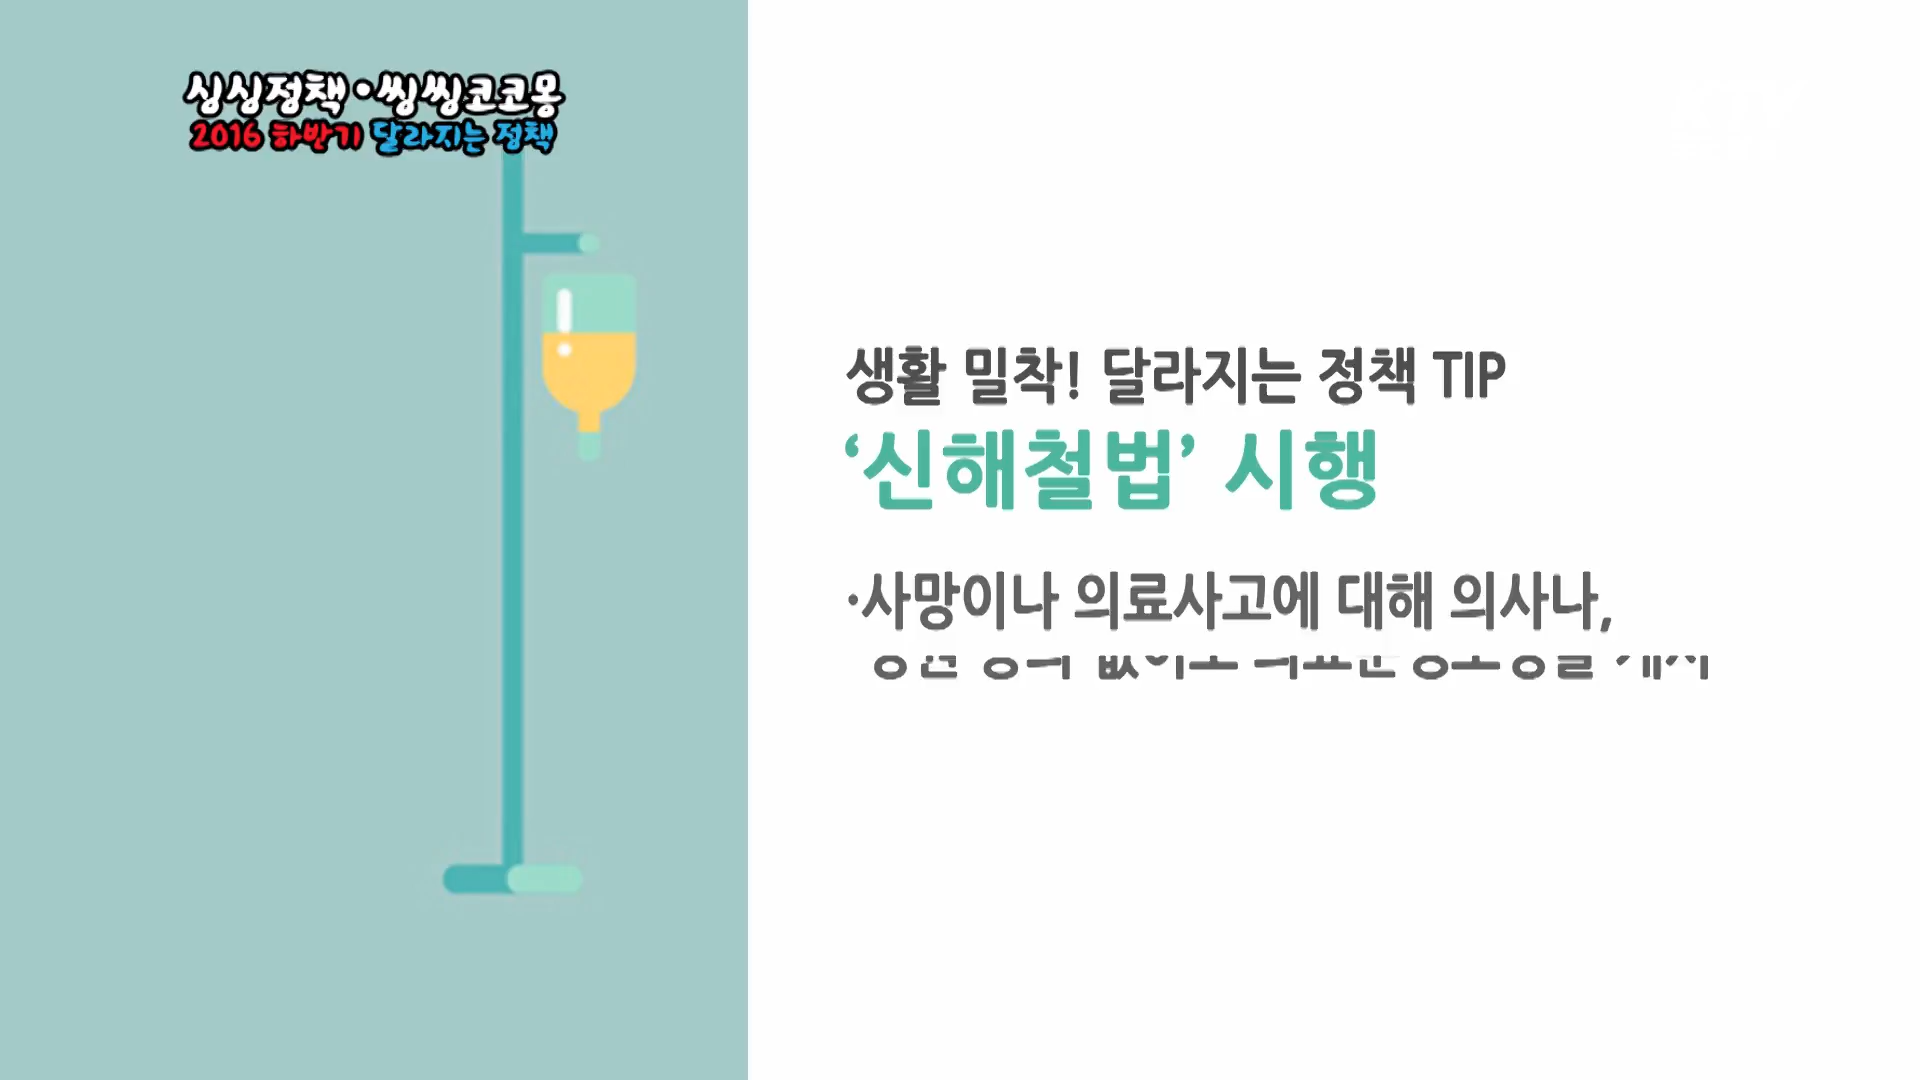 싱싱정책·씽씽코코몽
2016 하반기 달라지는 정책
생활 밀착! 달라지는 정책 TIP
‘신해철법’ 시행
·사망이나 의료사고에 대해 의사나,